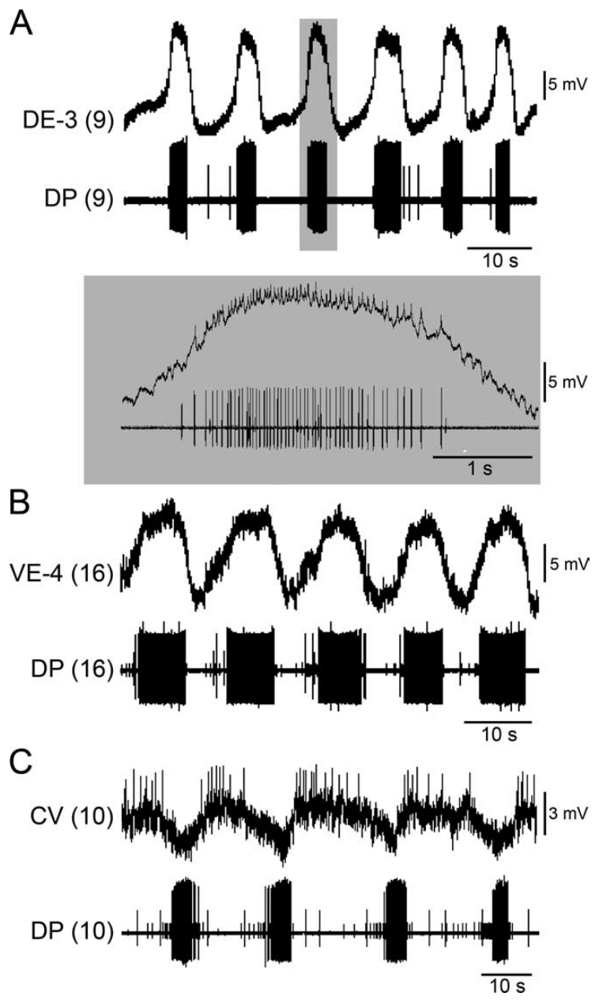 A
5 mV
DE-3 (9)
DP (9)
10 s
5 mV
1 s
B
5 mV
VE-4 (16)
DP (16)
10 s
C
CV (10)
3 mV
DP (10)
10 s